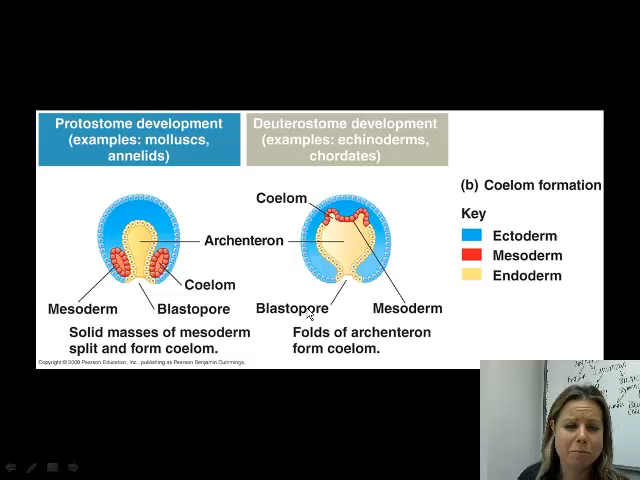 Protostome development
(examples: molluscs,
annelids)
Deuterostome development
(examples: echinoderms,
chordates)
Coelom
Archenteron
Coelom
Mesoderm
Blastopore
Blastopore
Mesoderm
Solid masses of mesoderm
split and form coelom.
Folds of archenteron
form coelom.
(b) Coelom formation
Key
Ectoderm
Mesoderm
Endoderm
Copyright © 2008 Pearson Education, Inc., publishing as Pearson Benjamin Cummings.